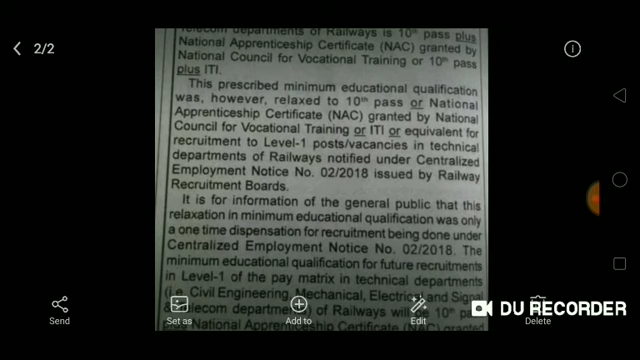 2/2
Telecom departments of Railways is 10th pass plus
National Apprenticeship Certificate (NAC) granted by
National Council for Vocational Training or 10th pass
plus ITI.
This prescribed minimum educational qualification
was, however, relaxed to 10th pass or National
Apprenticeship Certificate (NAC) granted by National
Council for Vocational Training or ITI or equivalent for
recruitment to Level-1 posts/vacancies in technical
departments of Railways notified under Centralized
Employment Notice No. 02/2018 issued by Railway
Recruitment Boards.
It is for information of the general public that this
relaxation in minimum educational qualification was only
a one time dispensation for recruitment being done under
Centralized Employment Notice No. 02/2018. The
minimum educational qualification for future recruitments
in Level-1 of the pay matrix in technical departments
(i.e. Civil Engineering, Mechanical, Electrical and Signal
& Telecom departments) of Railways will be 10th pass
plus National Apprenticeship Certificate (NAC) granted
Send
Set as
Add to
Edit
Delete
DU RECORDER